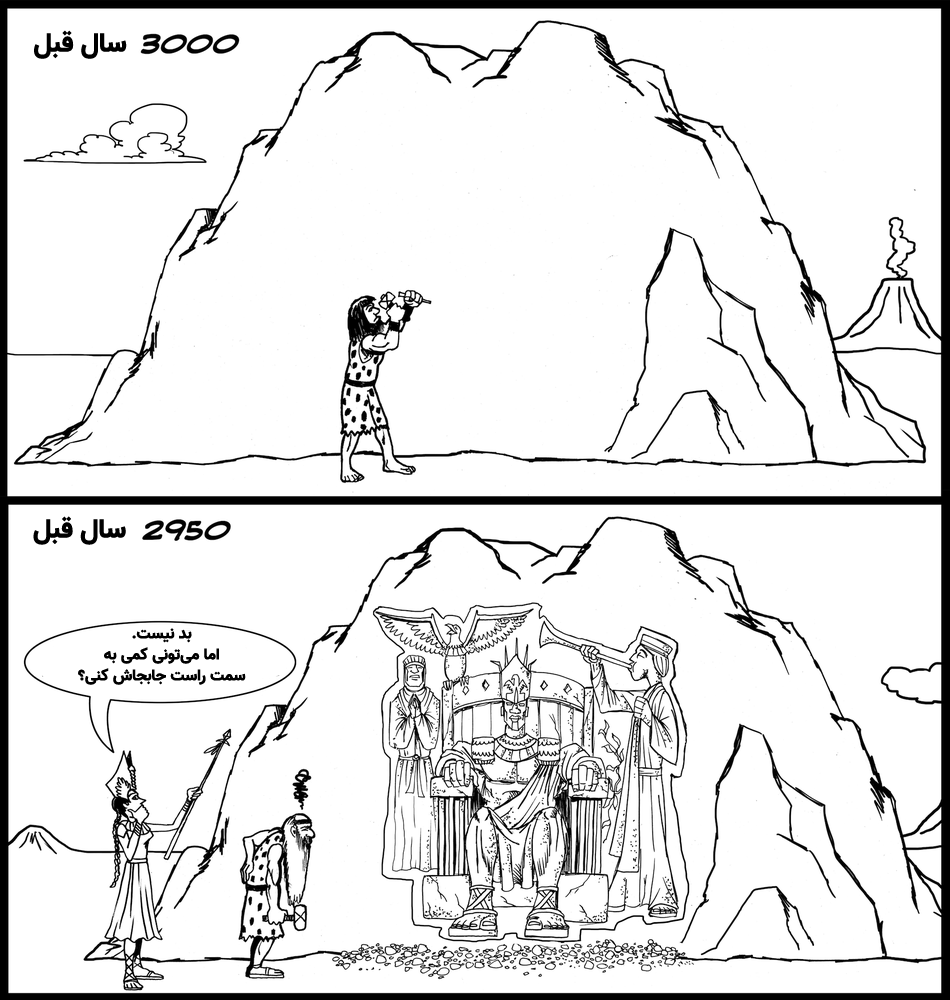 3000 سال قبل
2950 سال قبل
بد نیست.
اما می‌تونی کمی به
سمت راست جابجاش کنی؟